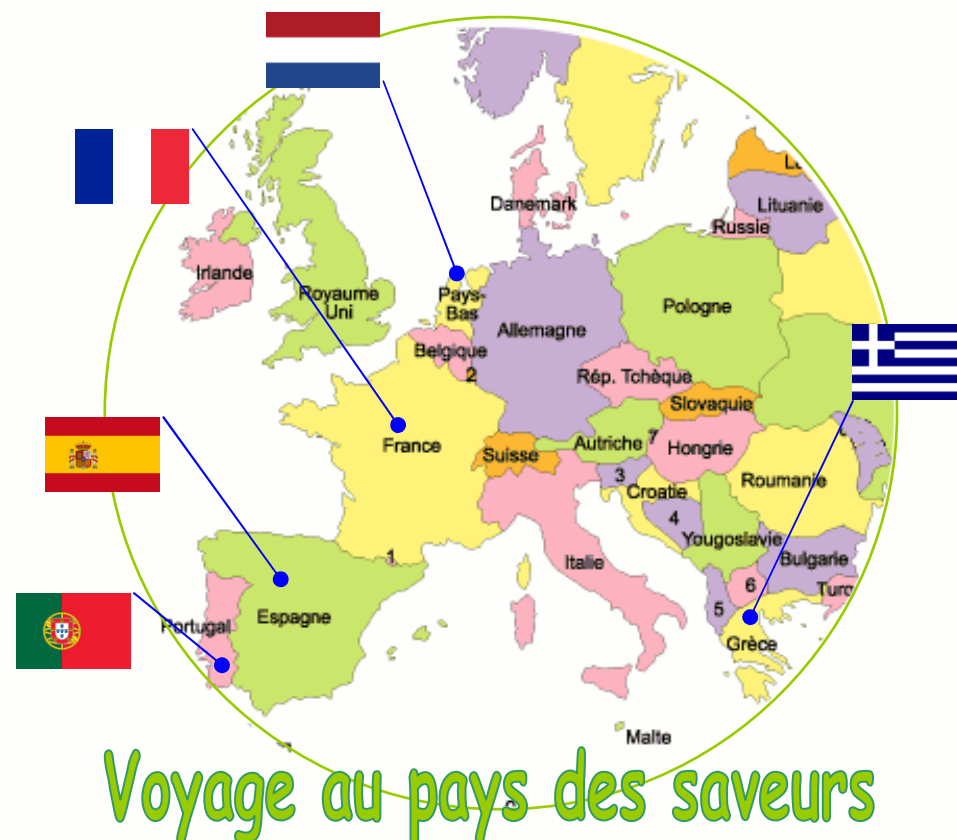 L
Danemark
Lituanie
Russie
Irlande
Royaume
Uni
Pays-
Bas
Pologne
Allemagne
Belgique
2
Rép. Tchèque
Slovaquie
France
Suisse
Autriche
7
Hongrie
3
Croatie
Roumanie
4
Yougoslavie
1
Italie
Bulgarie
6
Turc
5
Espagne
Portugal
Grèce
Malte
Voyage au pays des saveurs